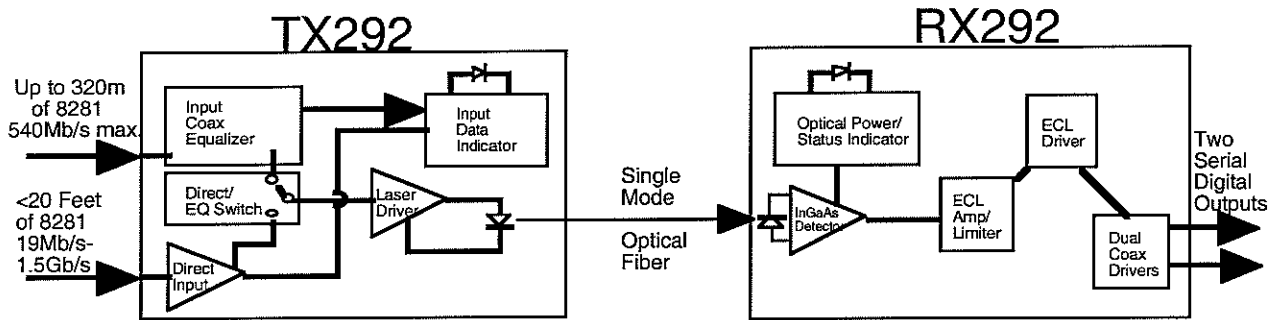 TX292
RX292
Up to 320m
of 8281
540Mb/s max.
Input
Coax
Equalizer
Input
Data
Indicator
Direct/
EQ Switch
Laser
Driver
<20 Feet
of 8281
19Mb/s-
1.5Gb/s
Direct
Input
Single
Mode
Optical
Fiber
Optical Power/
Status Indicator
InGaAs
Detector
ECL
Amp/
Limiter
ECL
Driver
Dual
Coax
Drivers
Two
Serial
Digital
Outputs